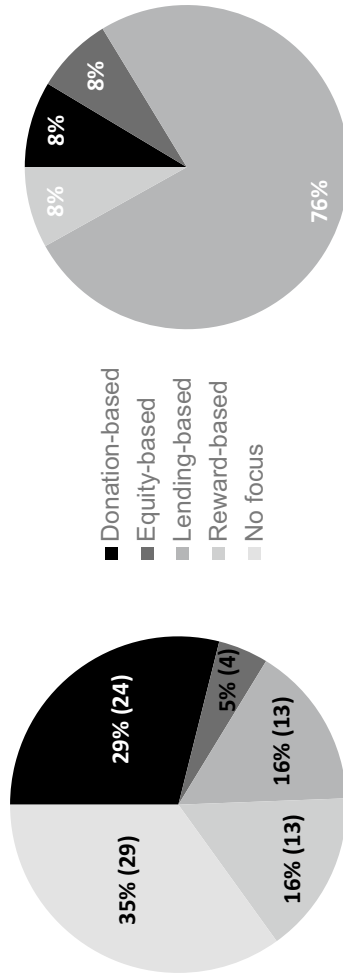 35% (29)
29% (24)
5% (4)
16% (13)
16% (13)
Donation-based
Equity-based
Lending-based
Reward-based
No focus
8%
8%
8%
76%